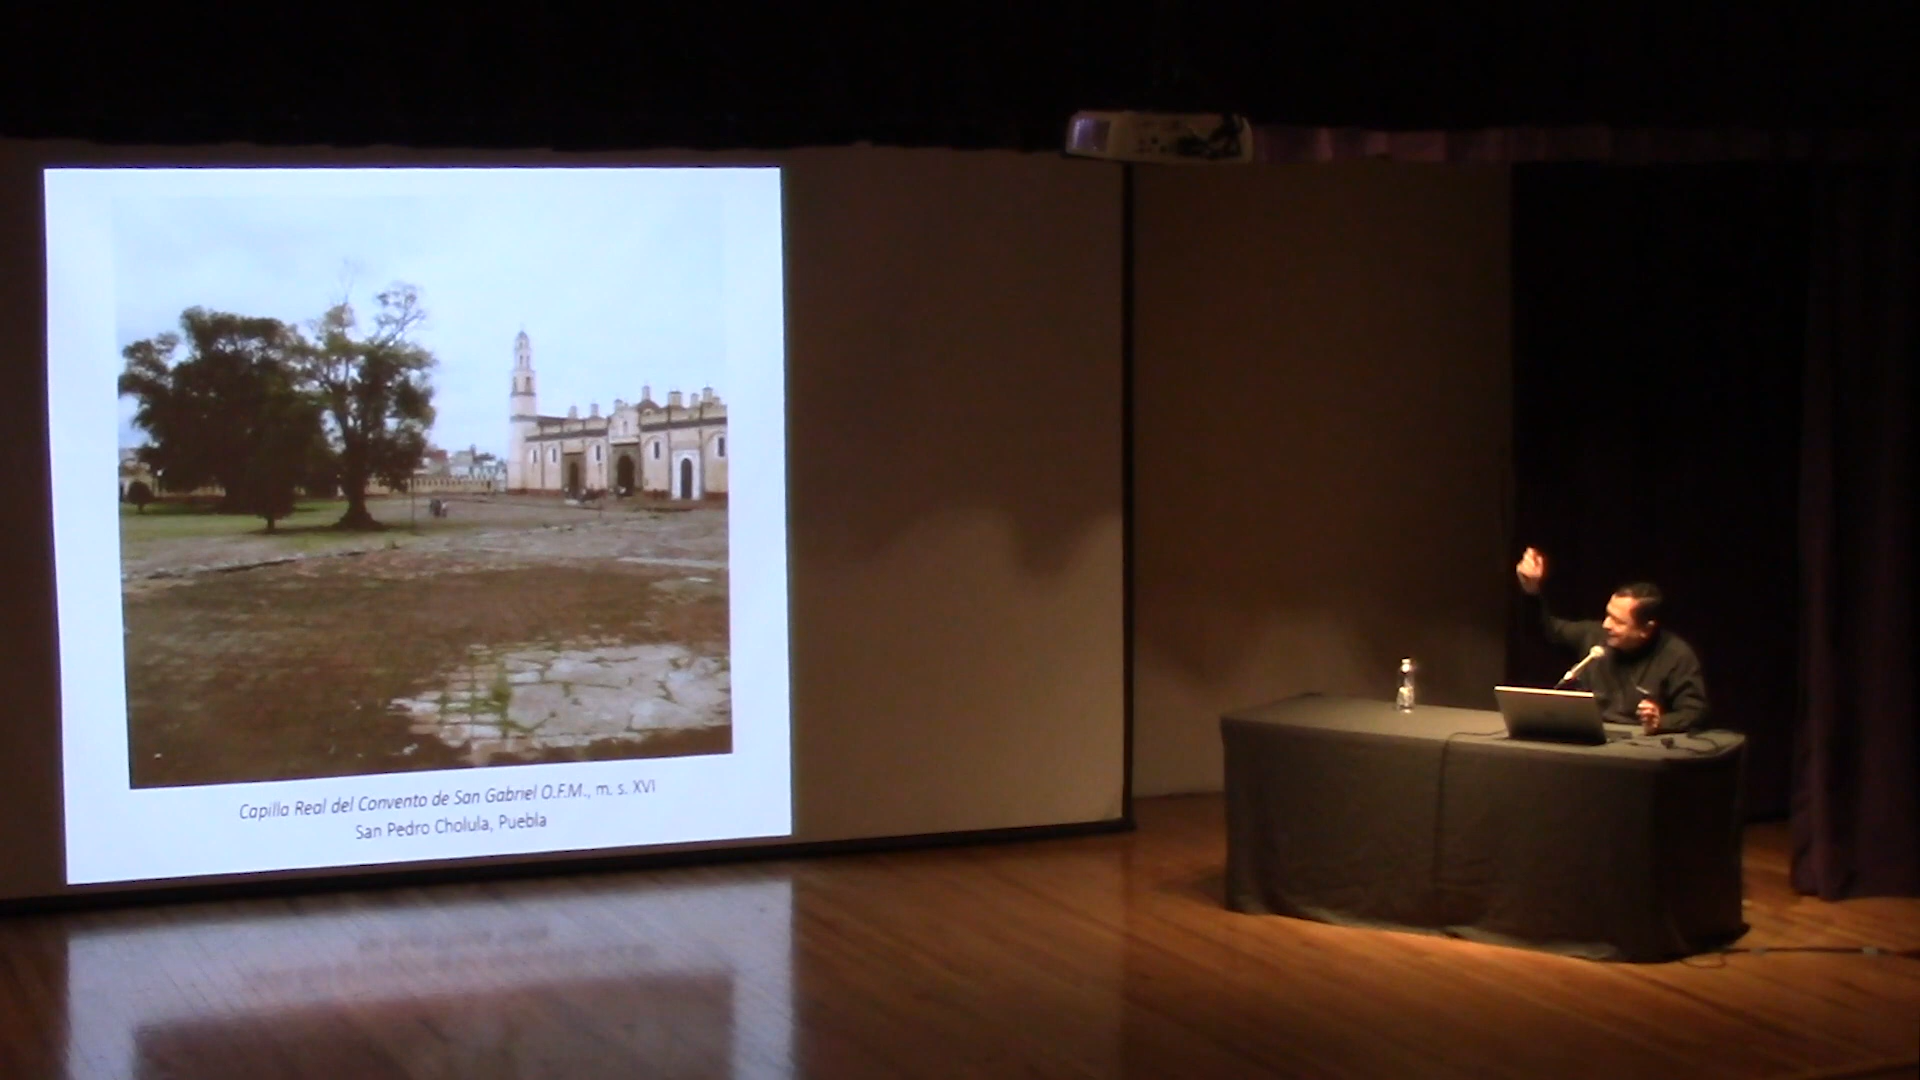 Capilla Real del Convento de San Gabriel O.F.M., m. s. XVI
San Pedro Cholula, Puebla